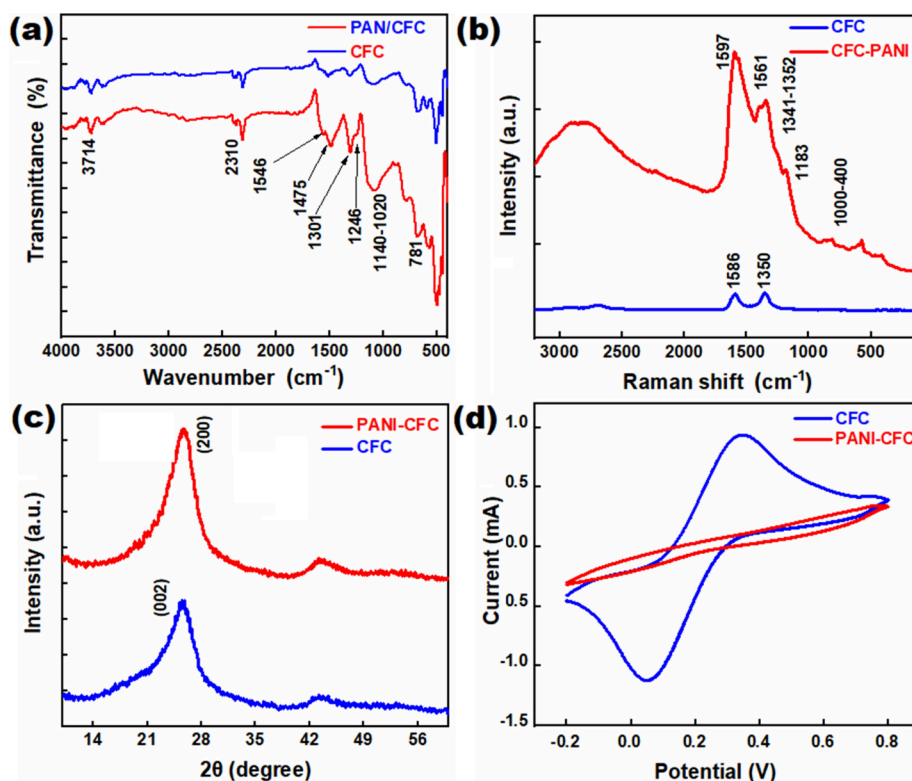 (a)
PAN/CFC
CFC
Transmittance (%)
3714
2310
1546
1475
1301
1246
1140-1020
781
4000 3500 3000 2500 2000 1500 1000 500
Wavenumber (cm-1)
(b)
CFC
CFC-PANI
Intensity (a.u.)
1597
1561
1341-1352
1183
1000-400
1586
1350
3000 2500 2000 1500 1000 500
Raman shift (cm-1)
(c)
PANI-CFC
CFC
Intensity (a.u.)
(200)
(002)
14 21 28 35 42 49 56
2θ (degree)
(d)
CFC
PANI-CFC
Current (mA)
1.0
0.5
0.0
0.5
-1.0
-1.5
-0.2 0.0 0.2 0.4 0.6 0.8
Potential (V)